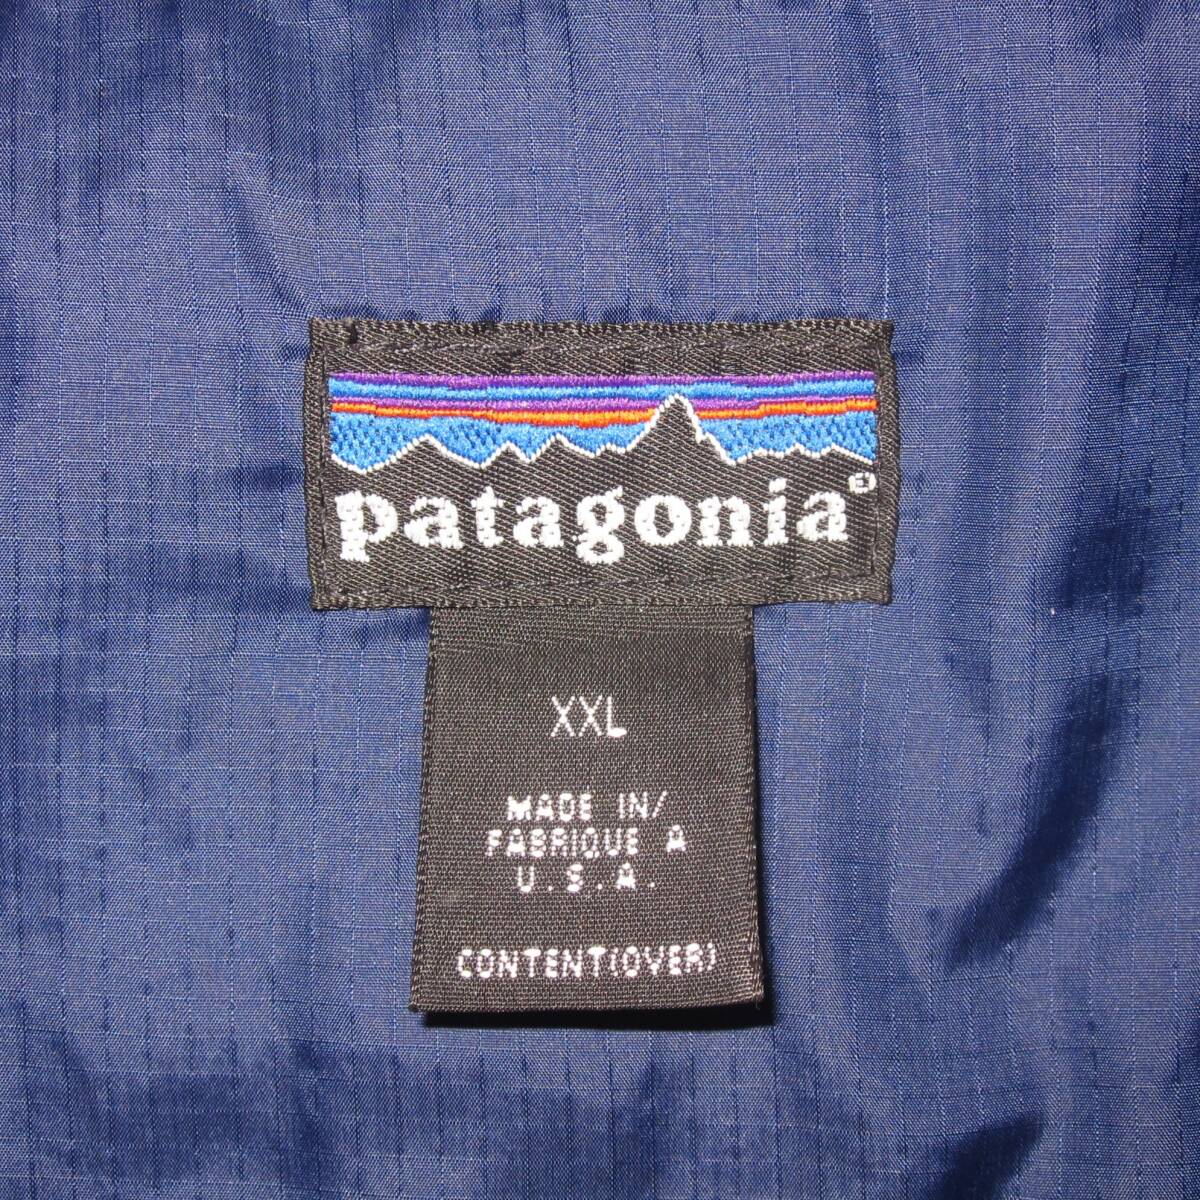 patagonia®
XXL
MADE IN/
FABRIQUE A
U.S.A.
CONTENT(OVER)